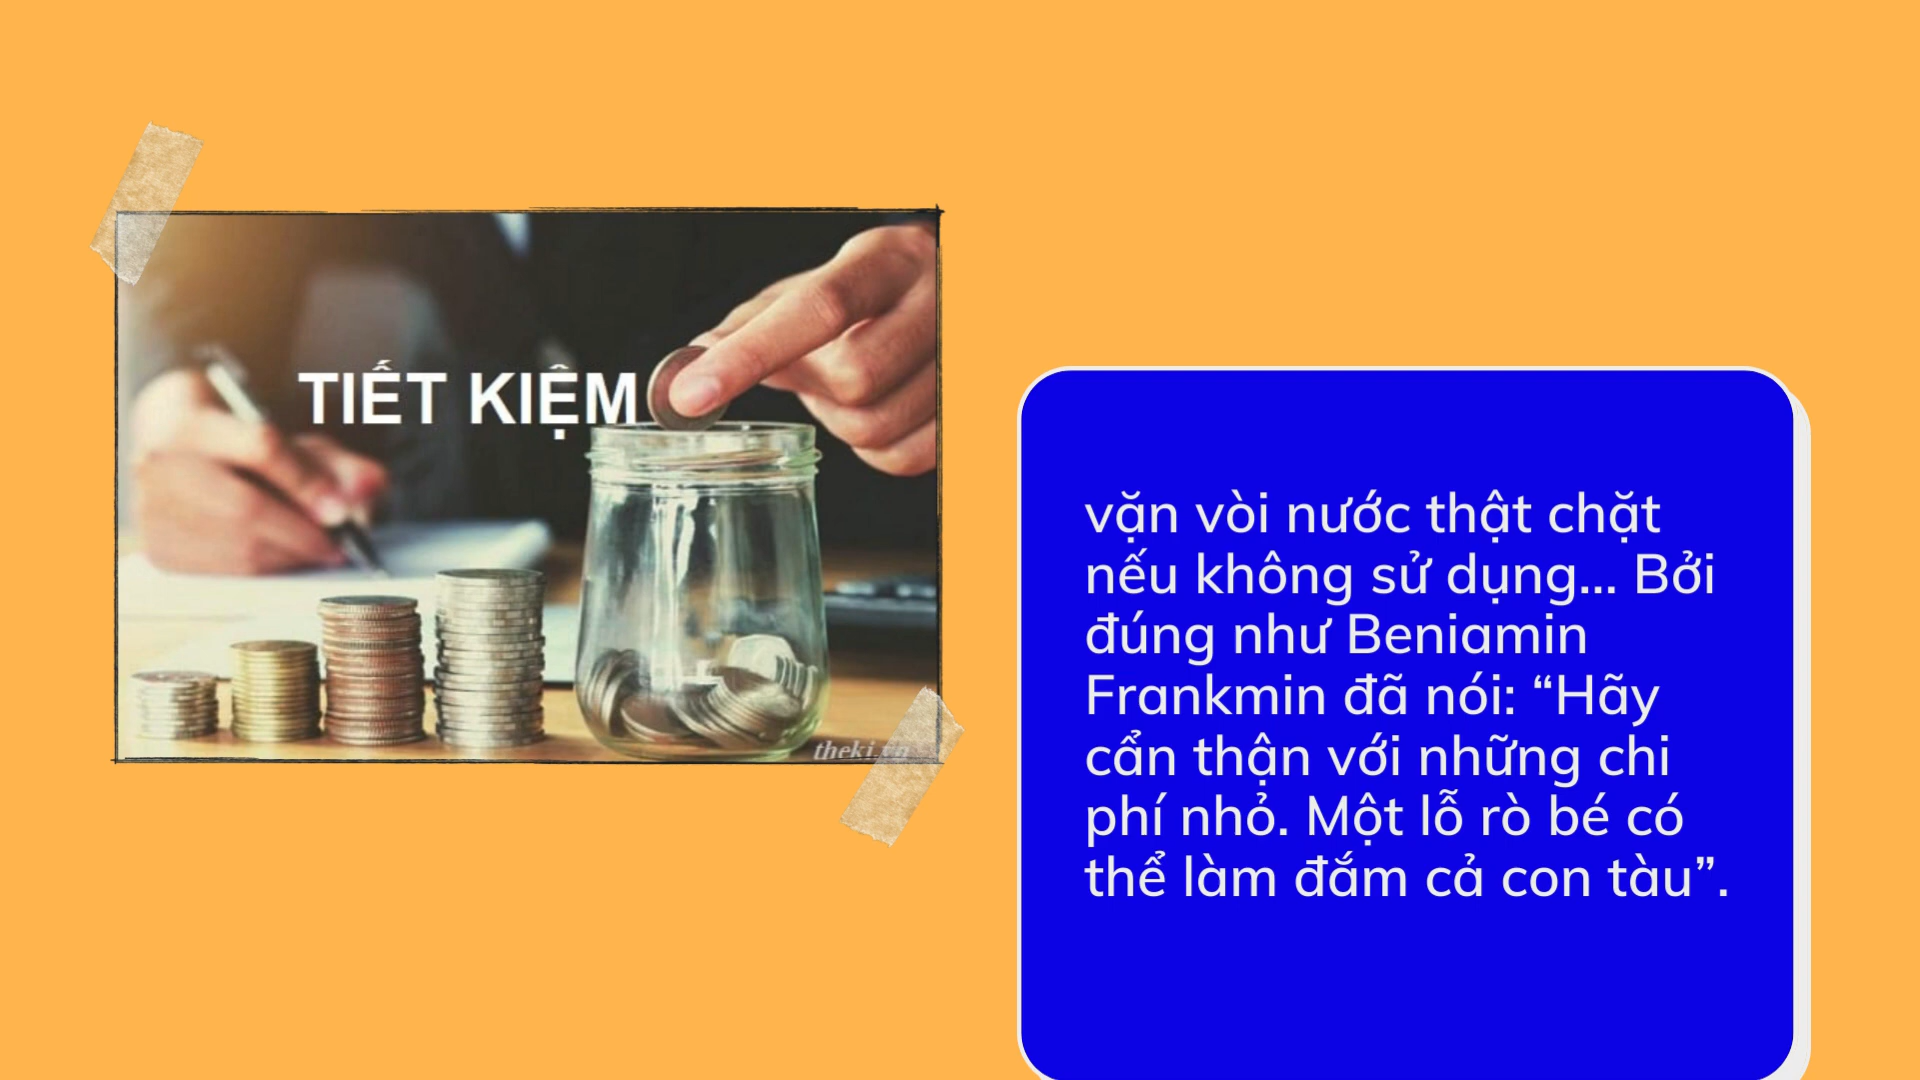 TIẾT KIỆM
theki.vn
vặn vòi nước thật chặt
nếu không sử dụng... Bởi
đúng như Beniamin
Frankmin đã nói: “Hãy
cẩn thận với những chi
phí nhỏ. Một lỗ rò bé có
thể làm đắm cả con tàu”.